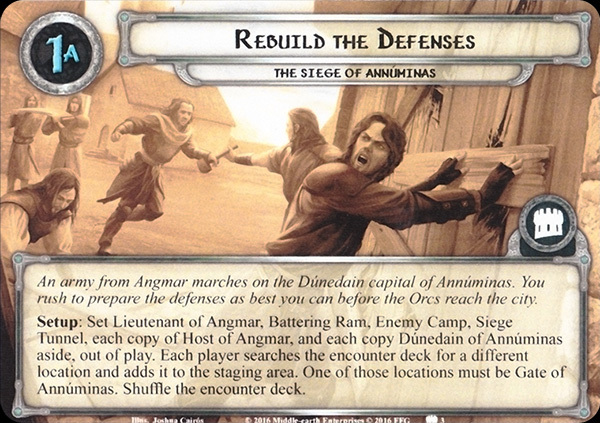 1A
REBUILD THE DEFENSES
THE SIEGE OF ANNÚMINAS
An army from Angmar marches on the Dúnedain capital of Annúminas. You
rush to prepare the defenses as best you can before the Orcs reach the city.
Setup: Set Lieutenant of Angmar, Battering Ram, Enemy Camp, Siege
Tunnel, each copy of Host of Angmar, and each copy Dúnedain of Annúminas
aside, out of play. Each player searches the encounter deck for a different
location and adds it to the staging area. One of those locations must be Gate of
Annúminas. Shuffle the encounter deck.
Illus. Joshua Cairós © 2016 Middle-earth Enterprises © 2016 FFG 3